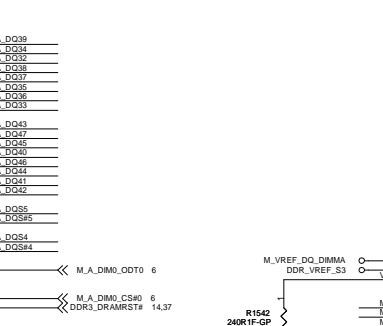 _DQ39
_DQ34
_DQ32
_DQ38
_DQ37
_DQ35
_DQ36
_DQ33
_DQ43
_DQ47
_DQ45
_DQ40
_DQ46
_DQ44
_DQ41
_DQ42
_DQS5
_DQS#5
_DQS4
_DQS#4
M_A_DIM0_ODT0 6
M_VREF_DQ_DIMMA
DDR_VREF_S3
M_A_DIM0_CS#0 6
DDR3_DRAMRST# 14,37
R1542
240R1F-GP